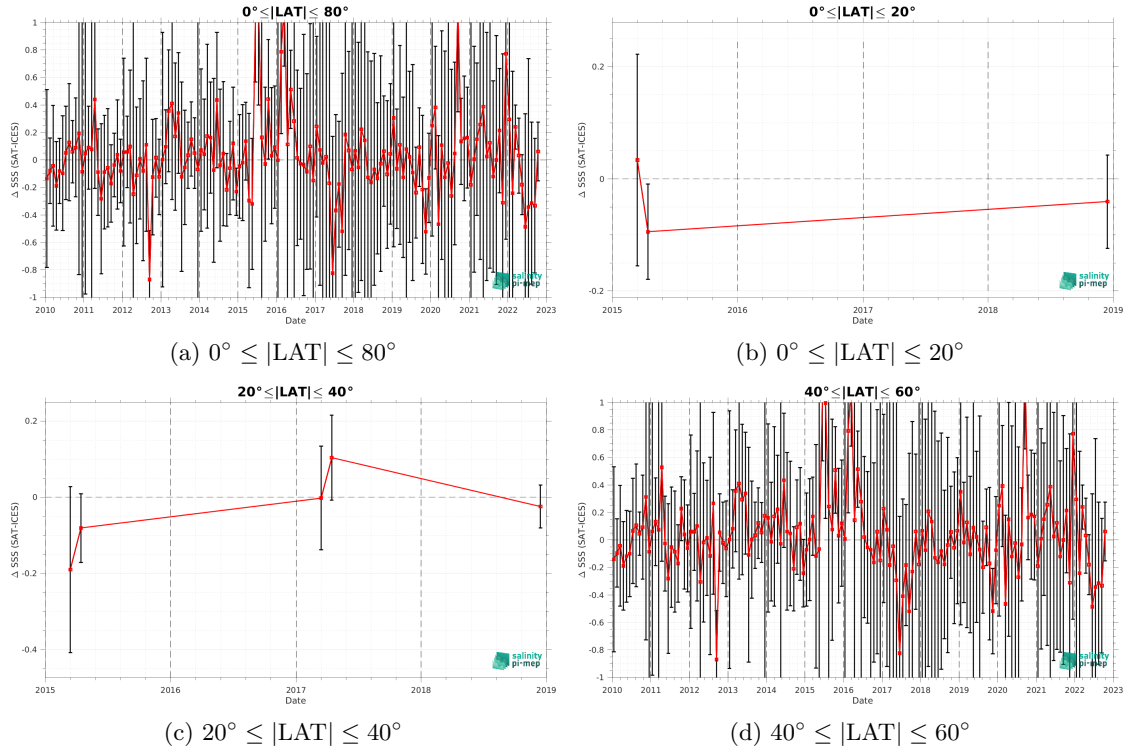 0°≤|LAT|≤ 80°
Δ SSS (SAT-ICES)
1
0.8
0.6
0.4
0.2
0
-0.2
-0.4
-0.6
-0.8
-1
2010 2011 2012 2013 2014 2015 2016 2017 2018 2019 2020 2021 2022 2023
Date
salinity
pi-mep
(a) 0° ≤ |LAT| ≤ 80°
0°≤|LAT|≤ 20°
Δ SSS (SAT-ICES)
0.2
0
-0.2
2015 2016 2017 2018 2019
Date
salinity
pi-mep
(b) 0° ≤ |LAT| ≤ 20°
20°≤|LAT|≤ 40°
Δ SSS (SAT-ICES)
0.2
0
-0.2
-0.4
2015 2016 2017 2018 2019
Date
salinity
pi-mep
(c) 20° ≤ |LAT| ≤ 40°
40°≤|LAT|≤ 60°
Δ SSS (SAT-ICES)
1
0.8
0.6
0.4
0.2
0
-0.2
-0.4
-0.6
-0.8
-1
2010 2011 2012 2013 2014 2015 2016 2017 2018 2019 2020 2021 2022 2023
Date
salinity
pi-mep
(d) 40° ≤ |LAT| ≤ 60°